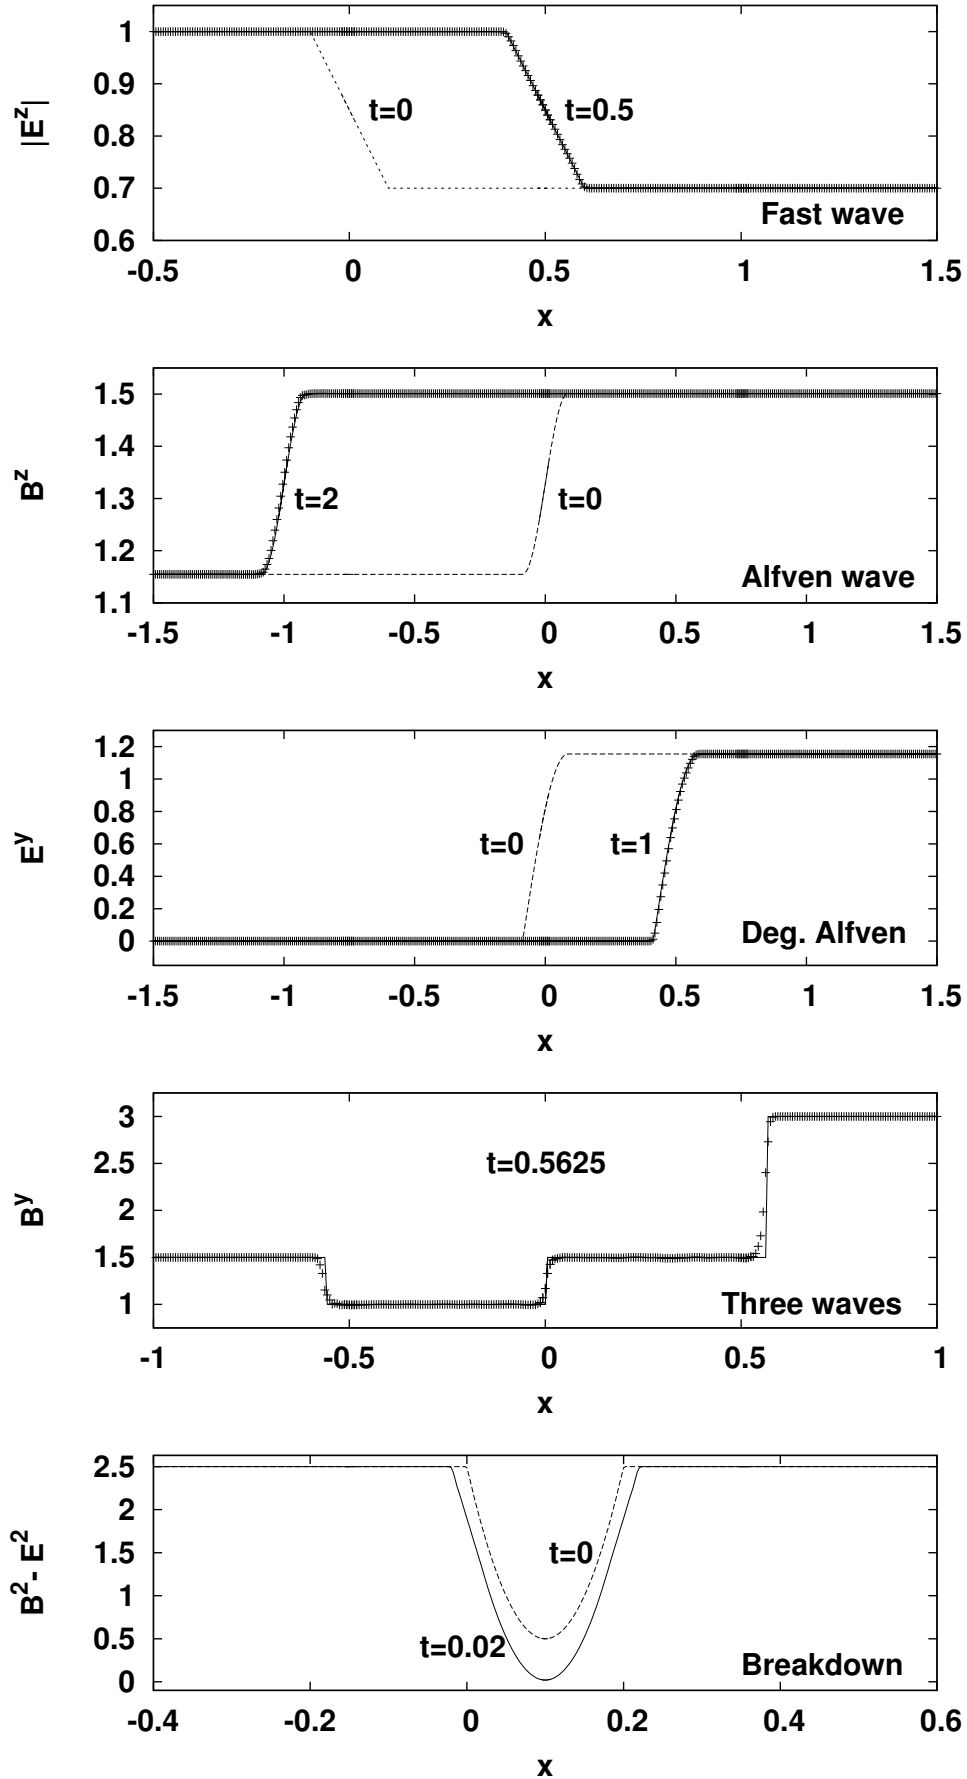 1
0.9
0.8
0.7
0.6
|E^z|
t=0
t=0.5
Fast wave
-0.5 0 0.5 1 1.5
x
1.5
1.4
1.3
1.2
1.1
B^z
t=2
t=0
Alfven wave
-1.5 -1 -0.5 0 0.5 1 1.5
x
1.2
1
0.8
0.6
0.4
0.2
0
E^y
t=0
t=1
Deg. Alfven
-1.5 -1 -0.5 0 0.5 1 1.5
x
3
2.5
2
1.5
1
B^y
t=0.5625
Three waves
-1 -0.5 0 0.5 1
x
2.5
2
1.5
1
0.5
0
B^2 - E^2
t=0
t=0.02
Breakdown
-0.4 -0.2 0 0.2 0.4 0.6
x